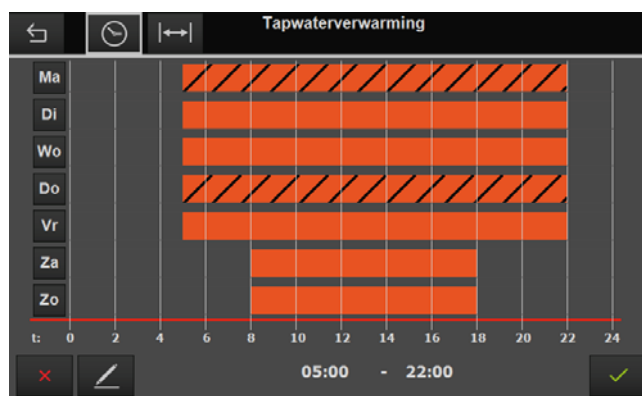 Tapwaterverwarming
Ma
Di
Wo
Do
Vr
Za
Zo
t: 0 2 4 6 8 10 12 14 16 18 20 22 24
05:00 - 22:00